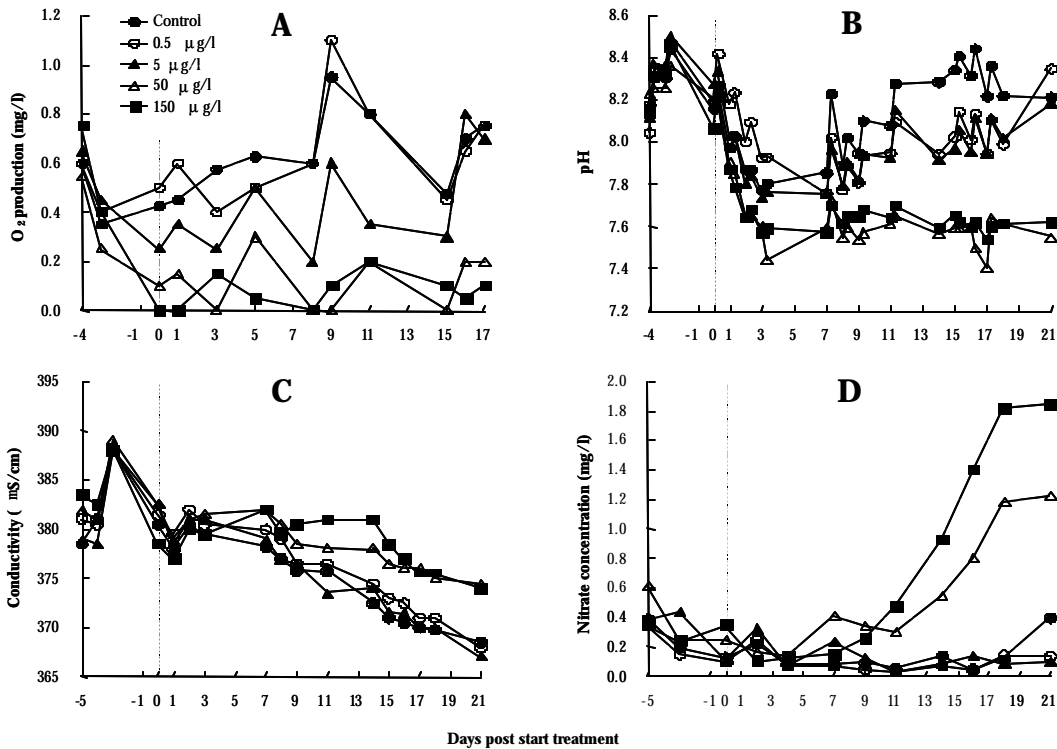 A
Control
0.5 µg/l
5 µg/l
50 µg/l
150 µg/l
O2 production (mg/l)
1.2
1.0
0.8
0.6
0.4
0.2
0.0
-4 -1 0 1 3 5 7 9 11 13 15 17
B
pH
8.6
8.4
8.2
8.0
7.8
7.6
7.4
7.2
-4 -1 0 1 3 5 7 9 11 13 15 17 19 21
C
Conductivity ( mS/cm)
395
390
385
380
375
370
365
-5 -1 0 1 3 5 7 9 11 13 15 17 19 21
D
Nitrate concentration (mg/l)
2.0
1.8
1.6
1.4
1.2
1.0
0.8
0.6
0.4
0.2
0.0
-5 -1 0 1 3 5 7 9 11 13 15 17 19 21
Days post start treatment